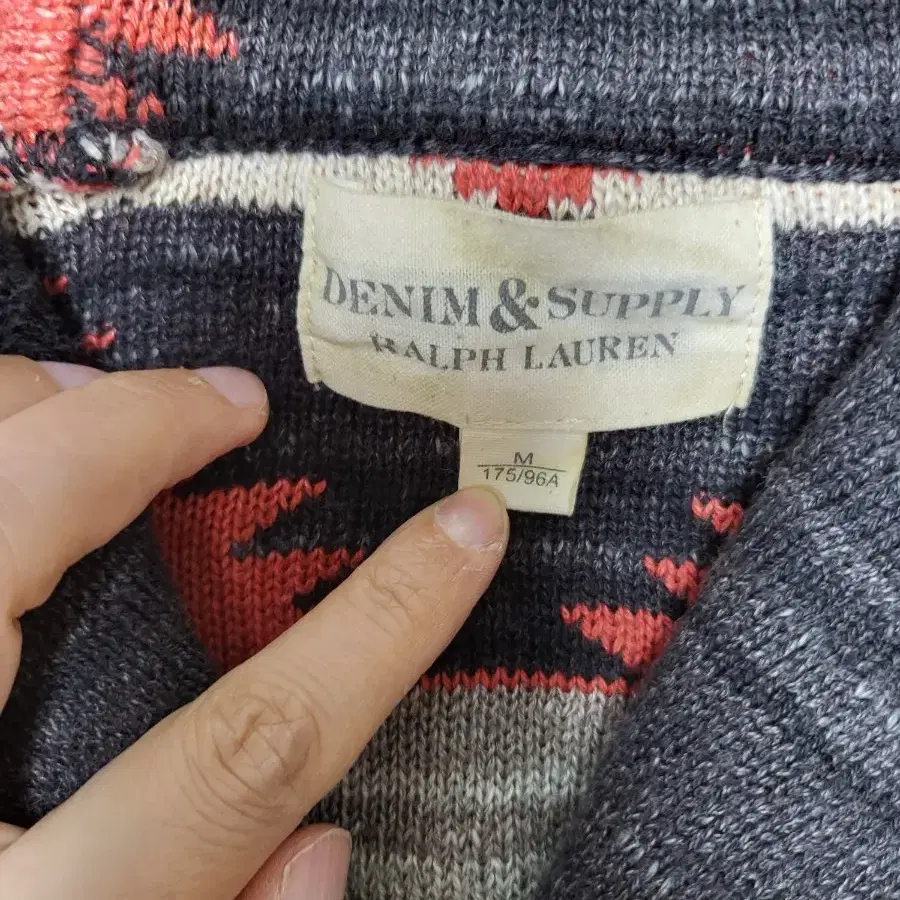 DENIM & SUPPLY
RALPH LAUREN
M
175/96A